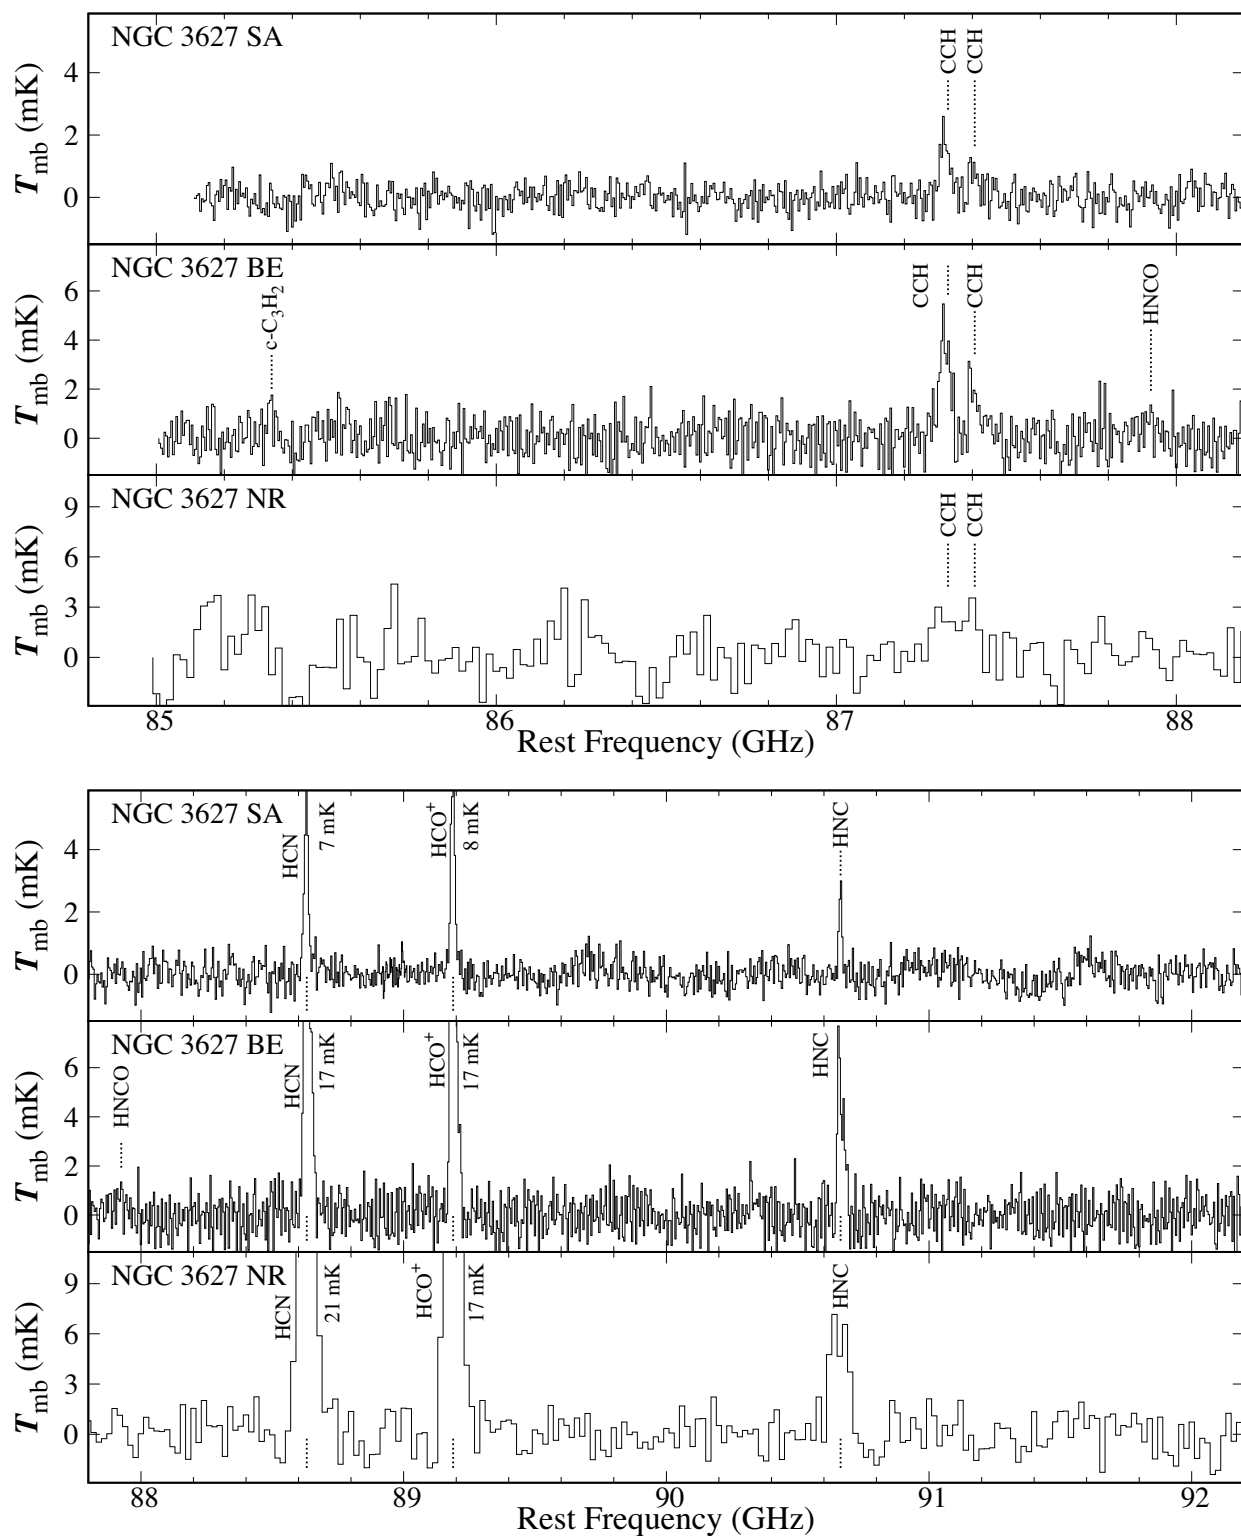 NGC 3627 SA
CCH
CCH
4
2
0
T_mb (mK)
NGC 3627 BE
c-C₃H₂
CCH
CCH
HNCO
6
4
2
0
T_mb (mK)
NGC 3627 NR
CCH
CCH
9
6
3
0
T_mb (mK)
85
86
87
88
Rest Frequency (GHz)
NGC 3627 SA
HCN
7 mK
HCO⁺
8 mK
HNC
4
2
0
T_mb (mK)
NGC 3627 BE
HNCO
HCN
17 mK
HCO⁺
17 mK
HNC
6
4
2
0
T_mb (mK)
NGC 3627 NR
HCN
21 mK
HCO⁺
17 mK
HNC
9
6
3
0
T_mb (mK)
88
89
90
91
92
Rest Frequency (GHz)